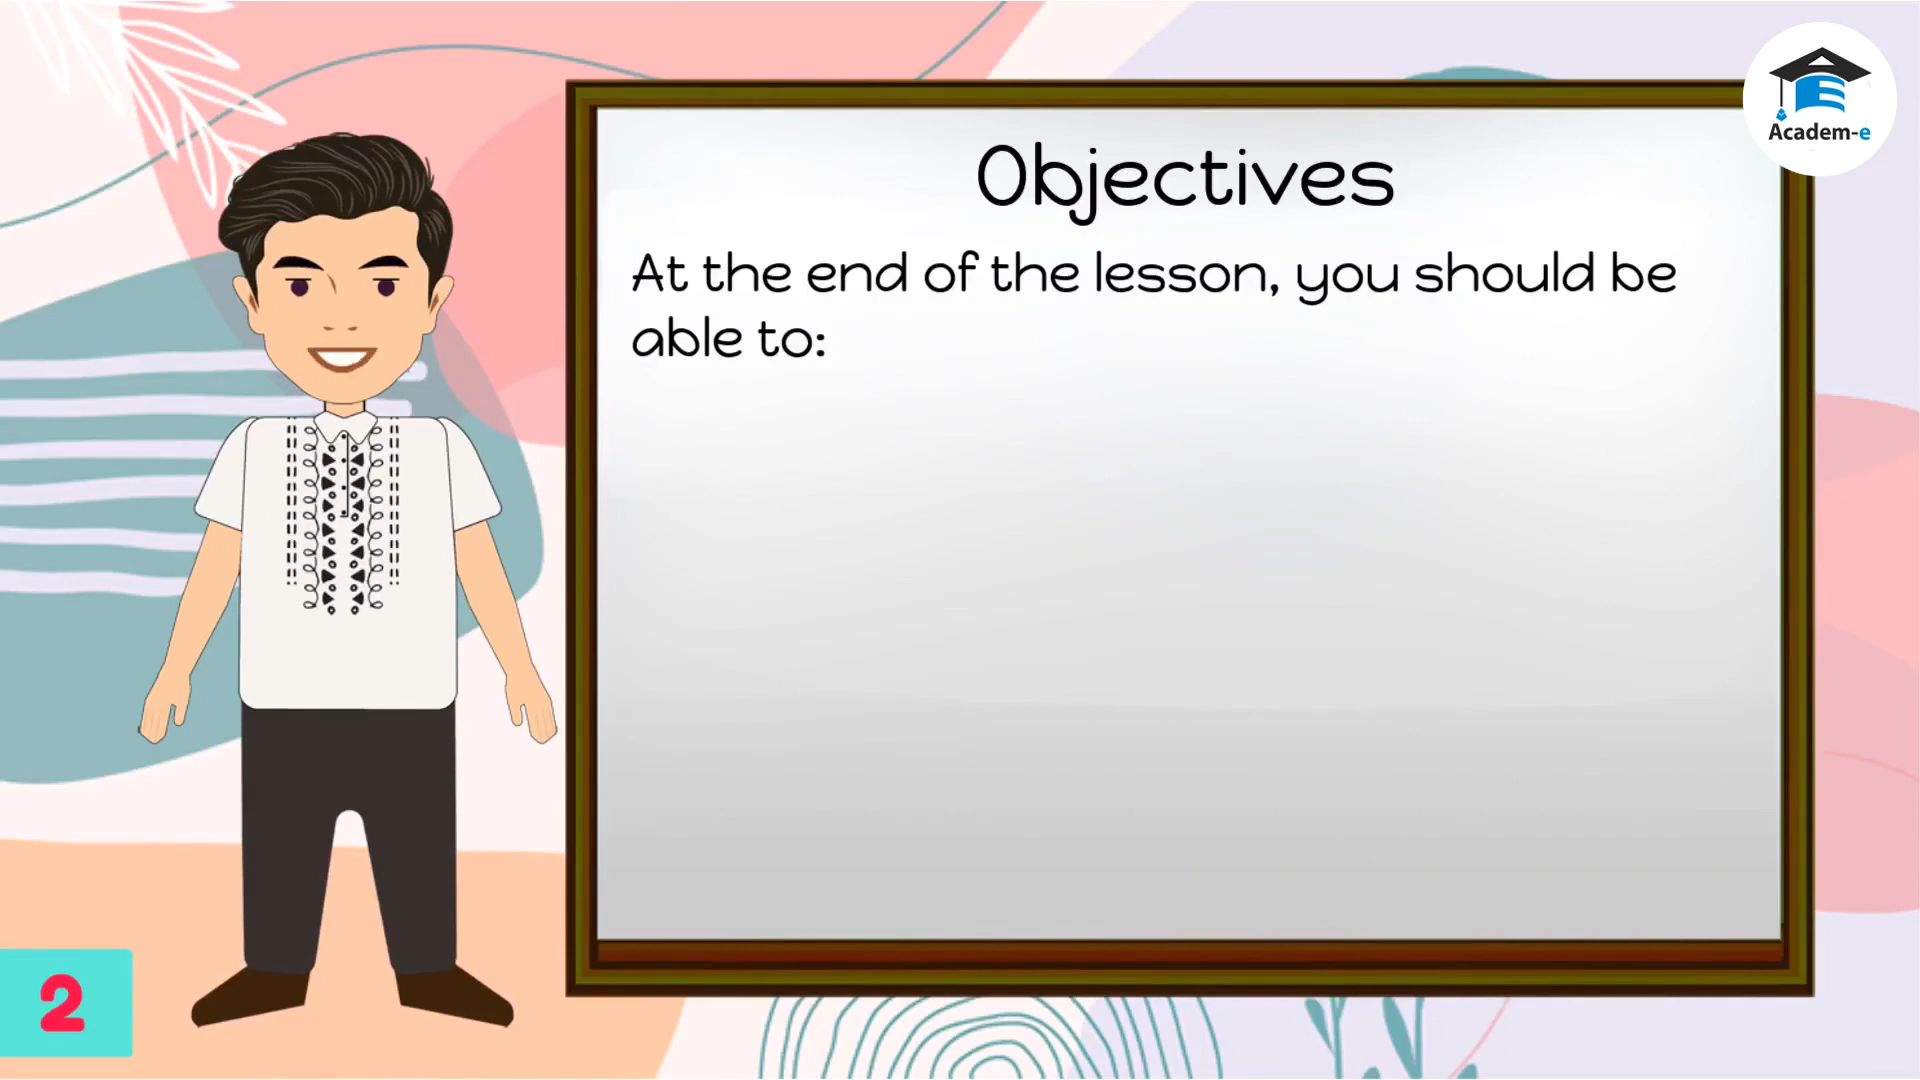 Academ-e
Objectives
At the end of the lesson, you should be
able to:
2